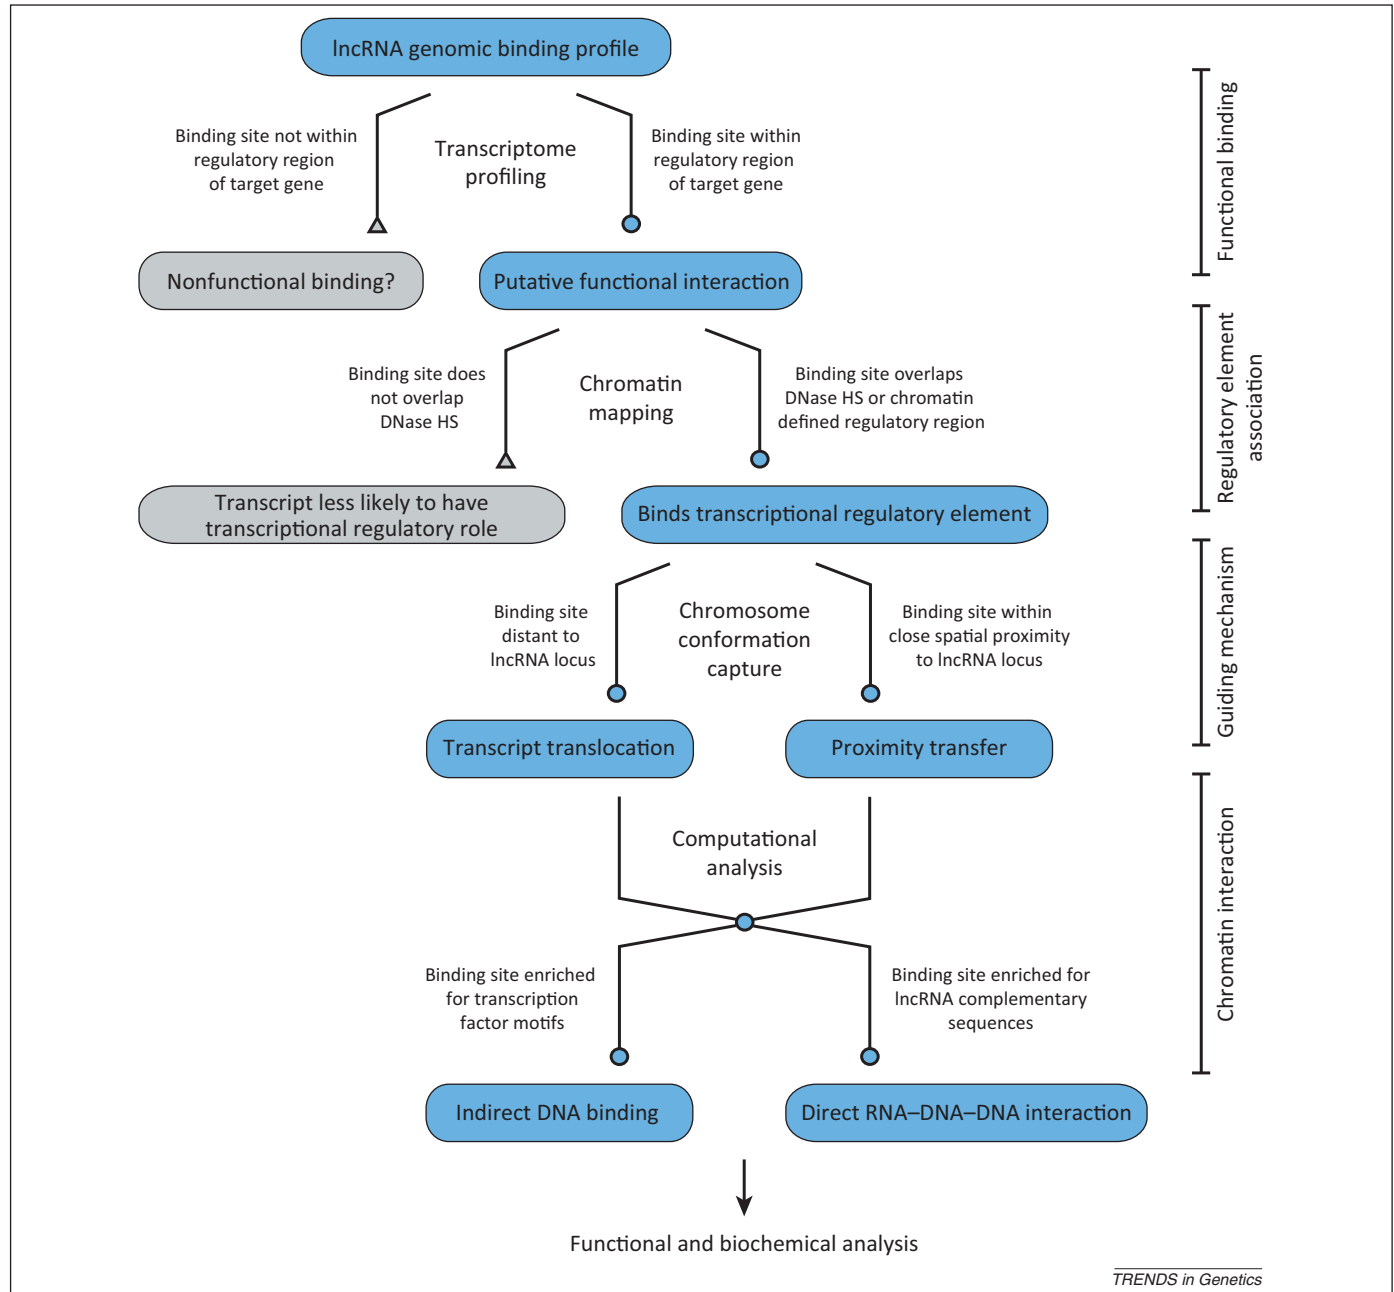 lncRNA genomic binding profile
Binding site not within
regulatory region
of target gene
Transcriptome
profiling
Binding site within
regulatory region
of target gene
Functional binding
Nonfunctional binding?
Putative functional interaction
Binding site does
not overlap
DNase HS
Chromatin
mapping
Binding site overlaps
DNase HS or chromatin
defined regulatory region
Regulatory element
association
Transcript less likely to have
transcriptional regulatory role
Binds transcriptional regulatory element
Binding site
distant to
lncRNA locus
Chromosome
conformation
capture
Binding site within
close spatial proximity
to lncRNA locus
Guiding mechanism
Transcript translocation
Proximity transfer
Computational
analysis
Chromatin interaction
Binding site enriched
for transcription
factor motifs
Binding site enriched for
lncRNA complementary
sequences
Indirect DNA binding
Direct RNA–DNA–DNA interaction
Functional and biochemical analysis
TRENDS in Genetics